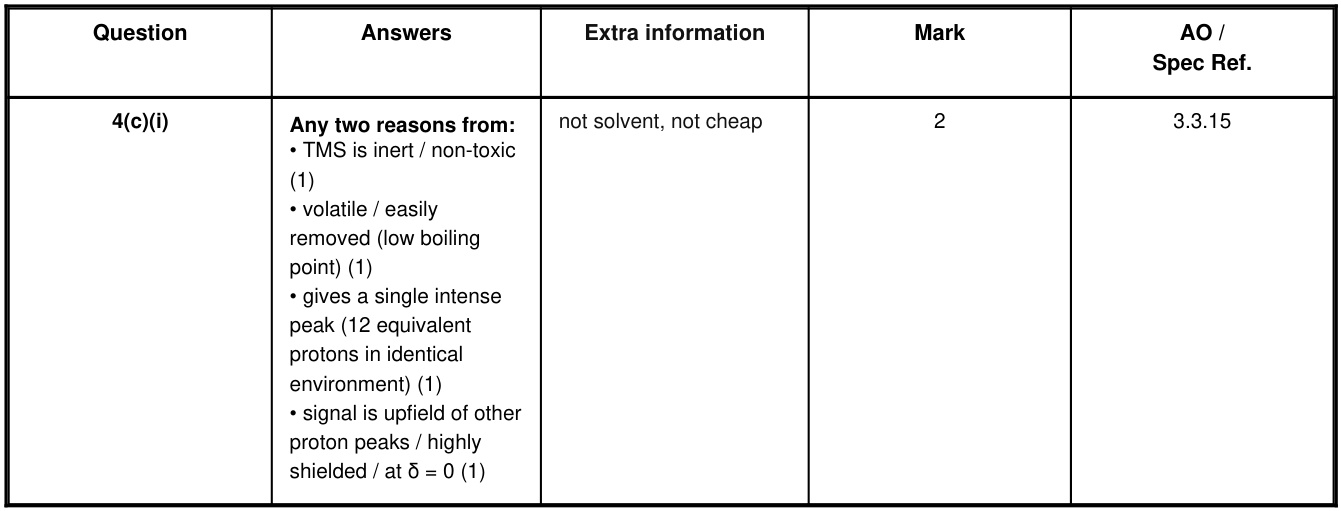 Question Answers Extra information Mark AO /
Spec Ref.
4(c)(i) Any two reasons from: not solvent, not cheap 2 3.3.15
• TMS is inert / non-toxic
(1)
• volatile / easily
removed (low boiling
point) (1)
• gives a single intense
peak (12 equivalent
protons in identical
environment) (1)
• signal is upfield of other
proton peaks / highly
shielded / at δ = 0 (1)